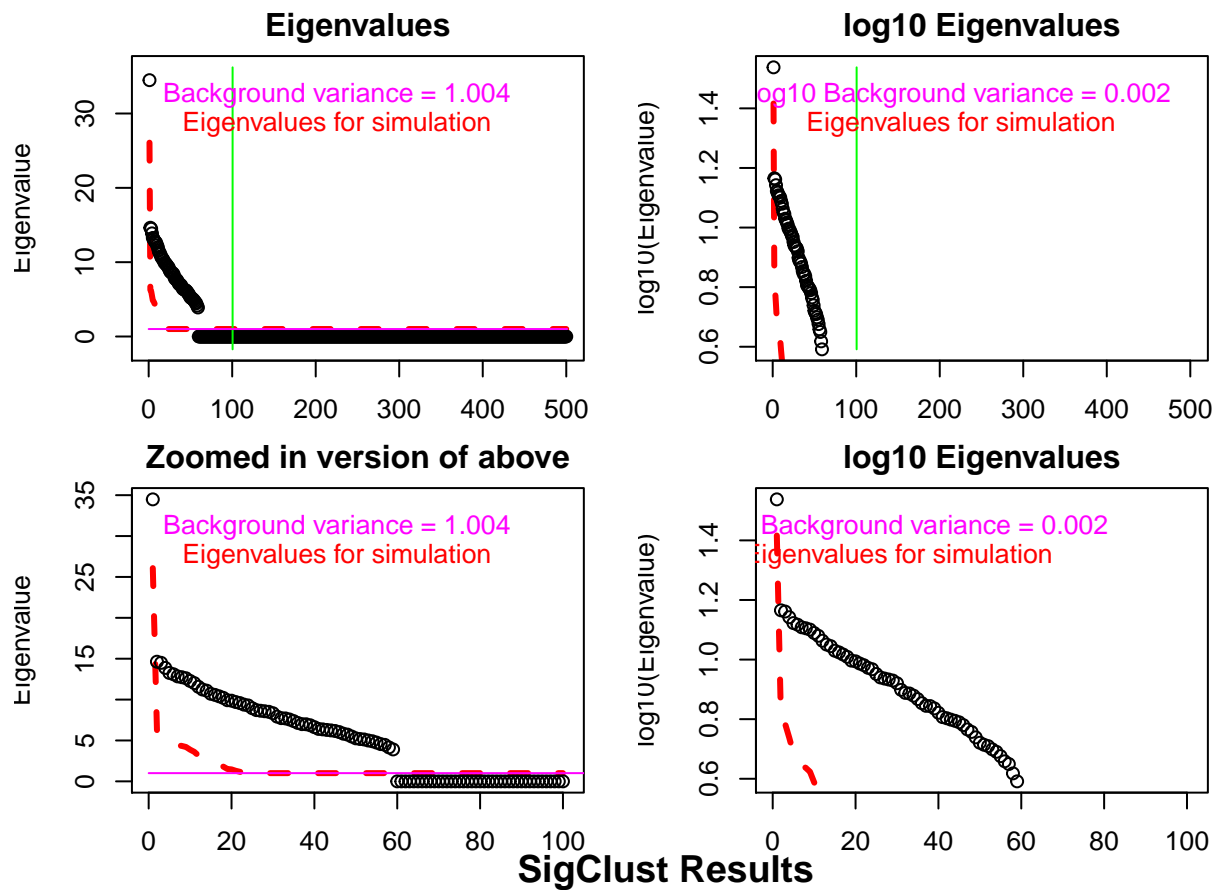 Eigenvalues
Background variance = 1.004
Eigenvalues for simulation
Eigenvalue
0
10
20
30
0 100 200 300 400 500
log10 Eigenvalues
og10 Background variance = 0.002
Eigenvalues for simulation
log10(Eigenvalue)
0.6 0.8 1.0 1.2 1.4
0 100 200 300 400 500
Zoomed in version of above
Background variance = 1.004
Eigenvalues for simulation
Eigenvalue
0 5 15 25 35
0 20 40 60 80 100
log10 Eigenvalues
Background variance = 0.002
Eigenvalues for simulation
log10(Eigenvalue)
0.6 0.8 1.0 1.2 1.4
0 20 40 60 80 100
SigClust Results